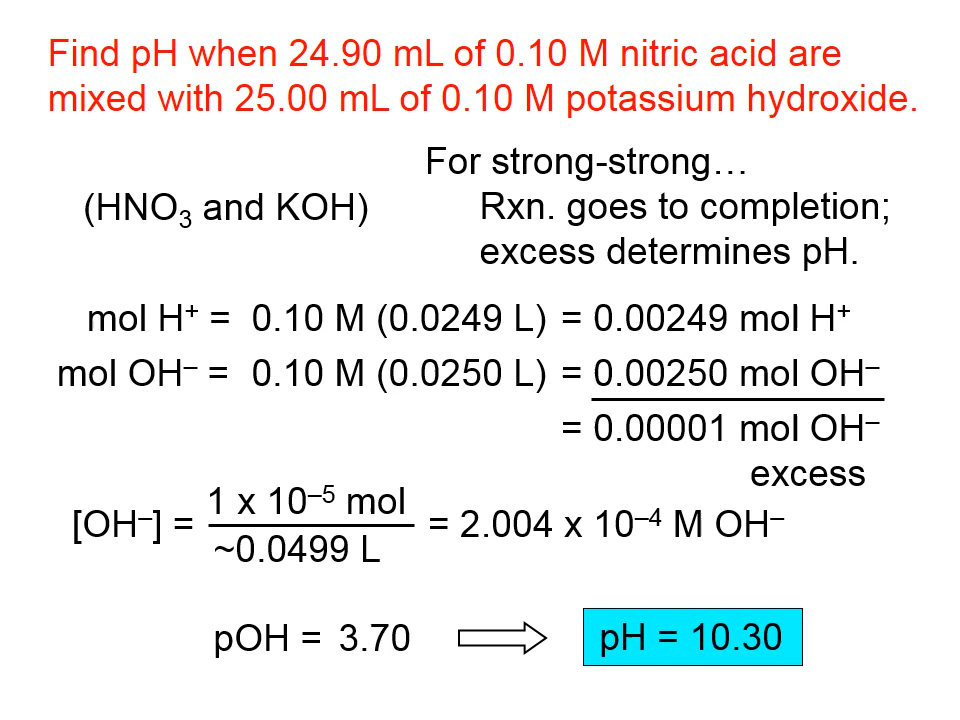 Find pH when 24.90 mL of 0.10 M nitric acid are
mixed with 25.00 mL of 0.10 M potassium hydroxide.
For strong-strong…
(HNO₃ and KOH) Rxn. goes to completion;
excess determines pH.
mol H⁺ = 0.10 M (0.0249 L) = 0.00249 mol H⁺
mol OH⁻ = 0.10 M (0.0250 L) = 0.00250 mol OH⁻
= 0.00001 mol OH⁻
excess
1 x 10⁻⁵ mol
[OH⁻] = = 2.004 x 10⁻⁴ M OH⁻
~0.0499 L
pOH = 3.70 pH = 10.30